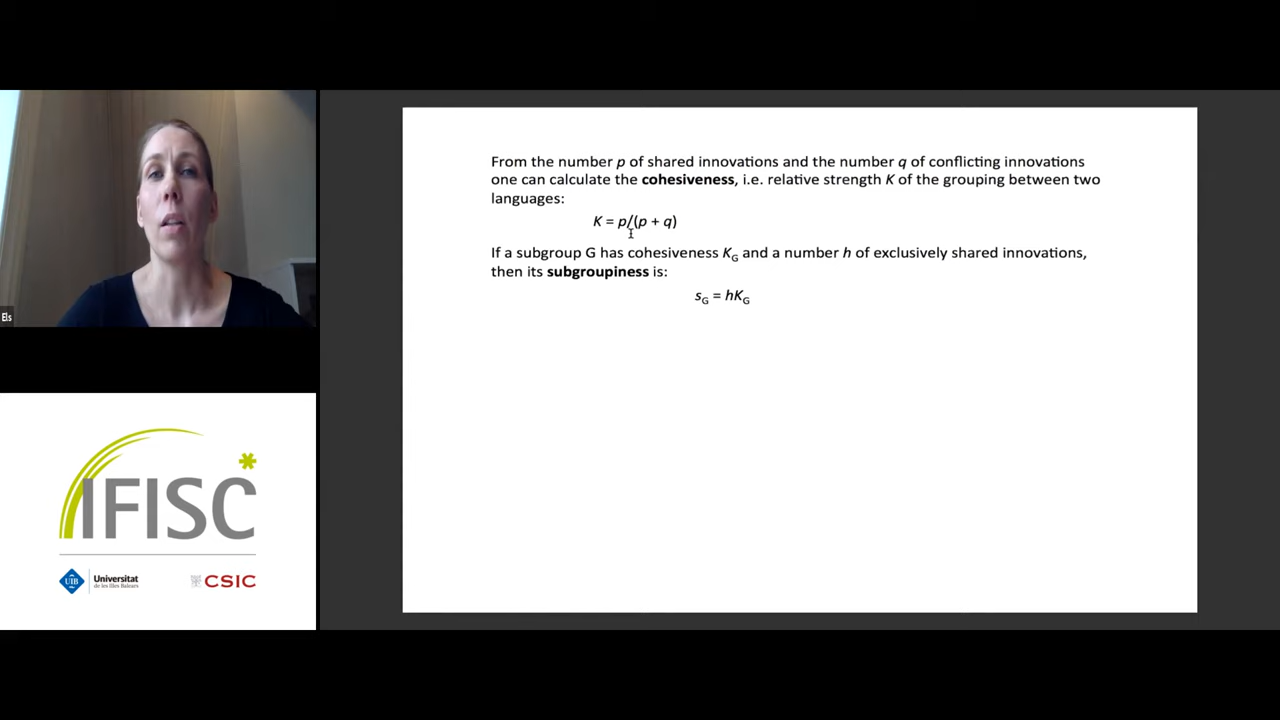 From the number p of shared innovations and the number q of conflicting innovations
one can calculate the cohesiveness, i.e. relative strength K of the grouping between two
languages:
K = p/(p + q)
If a subgroup G has cohesiveness KG and a number h of exclusively shared innovations,
then its subgroupiness is:
sG = hKG
Els
IFISC
UIB
Universitat
de les Illes Balears
CSIC